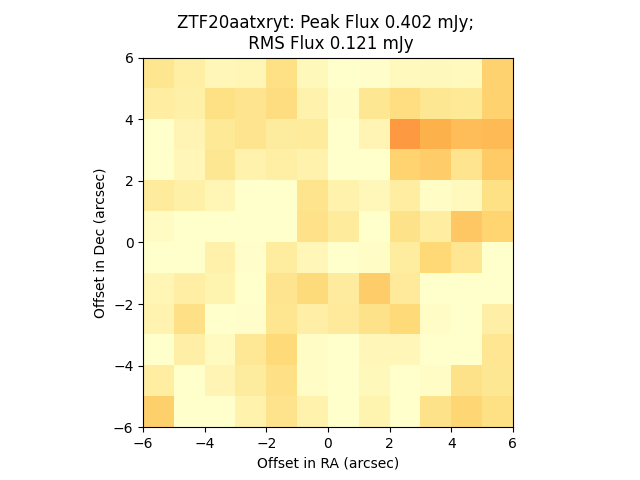 ZTF20aatxryt: Peak Flux 0.402 mJy;
RMS Flux 0.121 mJy
6
4
2
0
−2
−4
−6
Offset in Dec (arcsec)
−6 −4 −2 0 2 4 6
Offset in RA (arcsec)